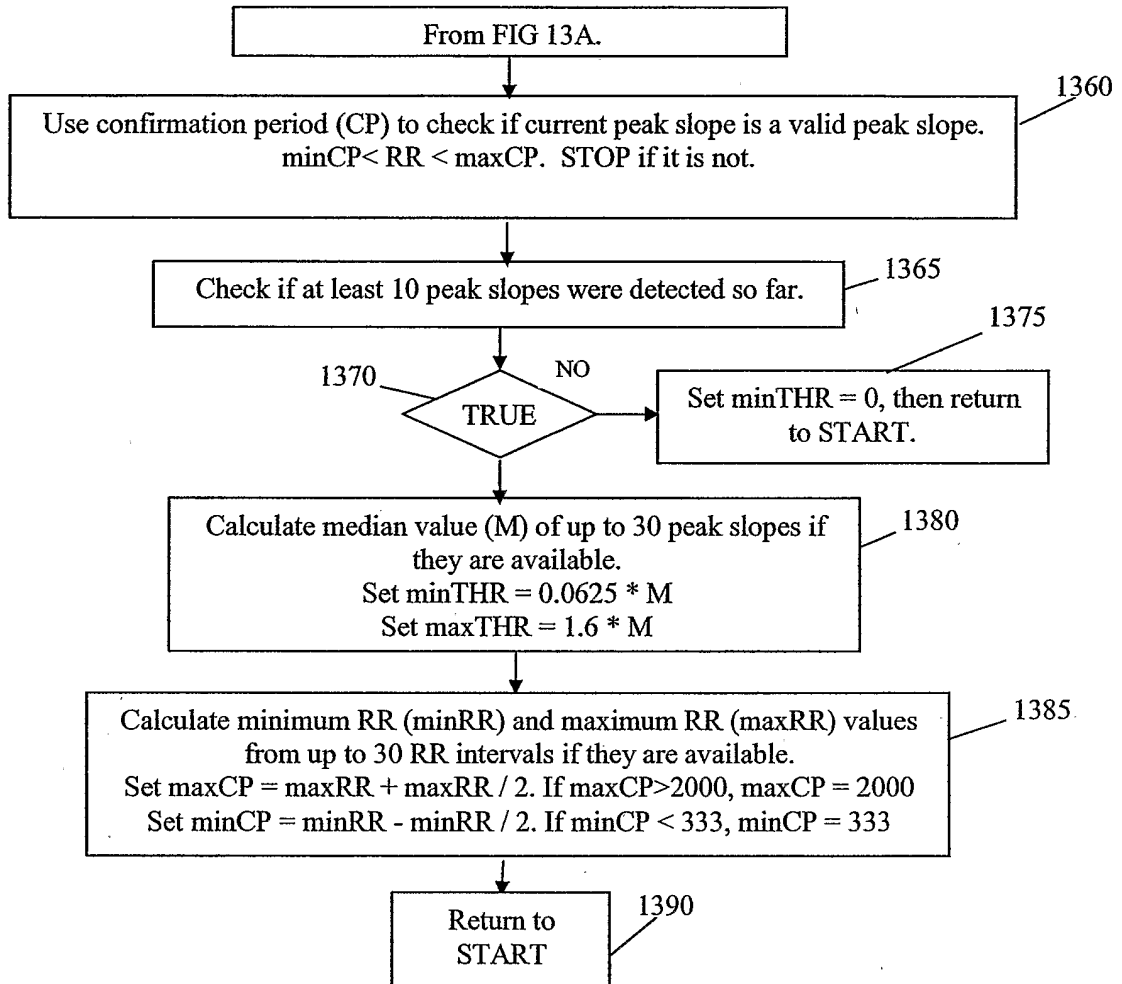 From FIG 13A.
1360
Use confirmation period (CP) to check if current peak slope is a valid peak slope.
minCP< RR < maxCP. STOP if it is not.
1365
Check if at least 10 peak slopes were detected so far.
1375
1370
NO
TRUE
Set minTHR = 0, then return
to START.
1380
Calculate median value (M) of up to 30 peak slopes if
they are available.
Set minTHR = 0.0625 * M
Set maxTHR = 1.6 * M
1385
Calculate minimum RR (minRR) and maximum RR (maxRR) values
from up to 30 RR intervals if they are available.
Set maxCP = maxRR + maxRR / 2. If maxCP>2000, maxCP = 2000
Set minCP = minRR - minRR / 2. If minCP < 333, minCP = 333
1390
Return to
START